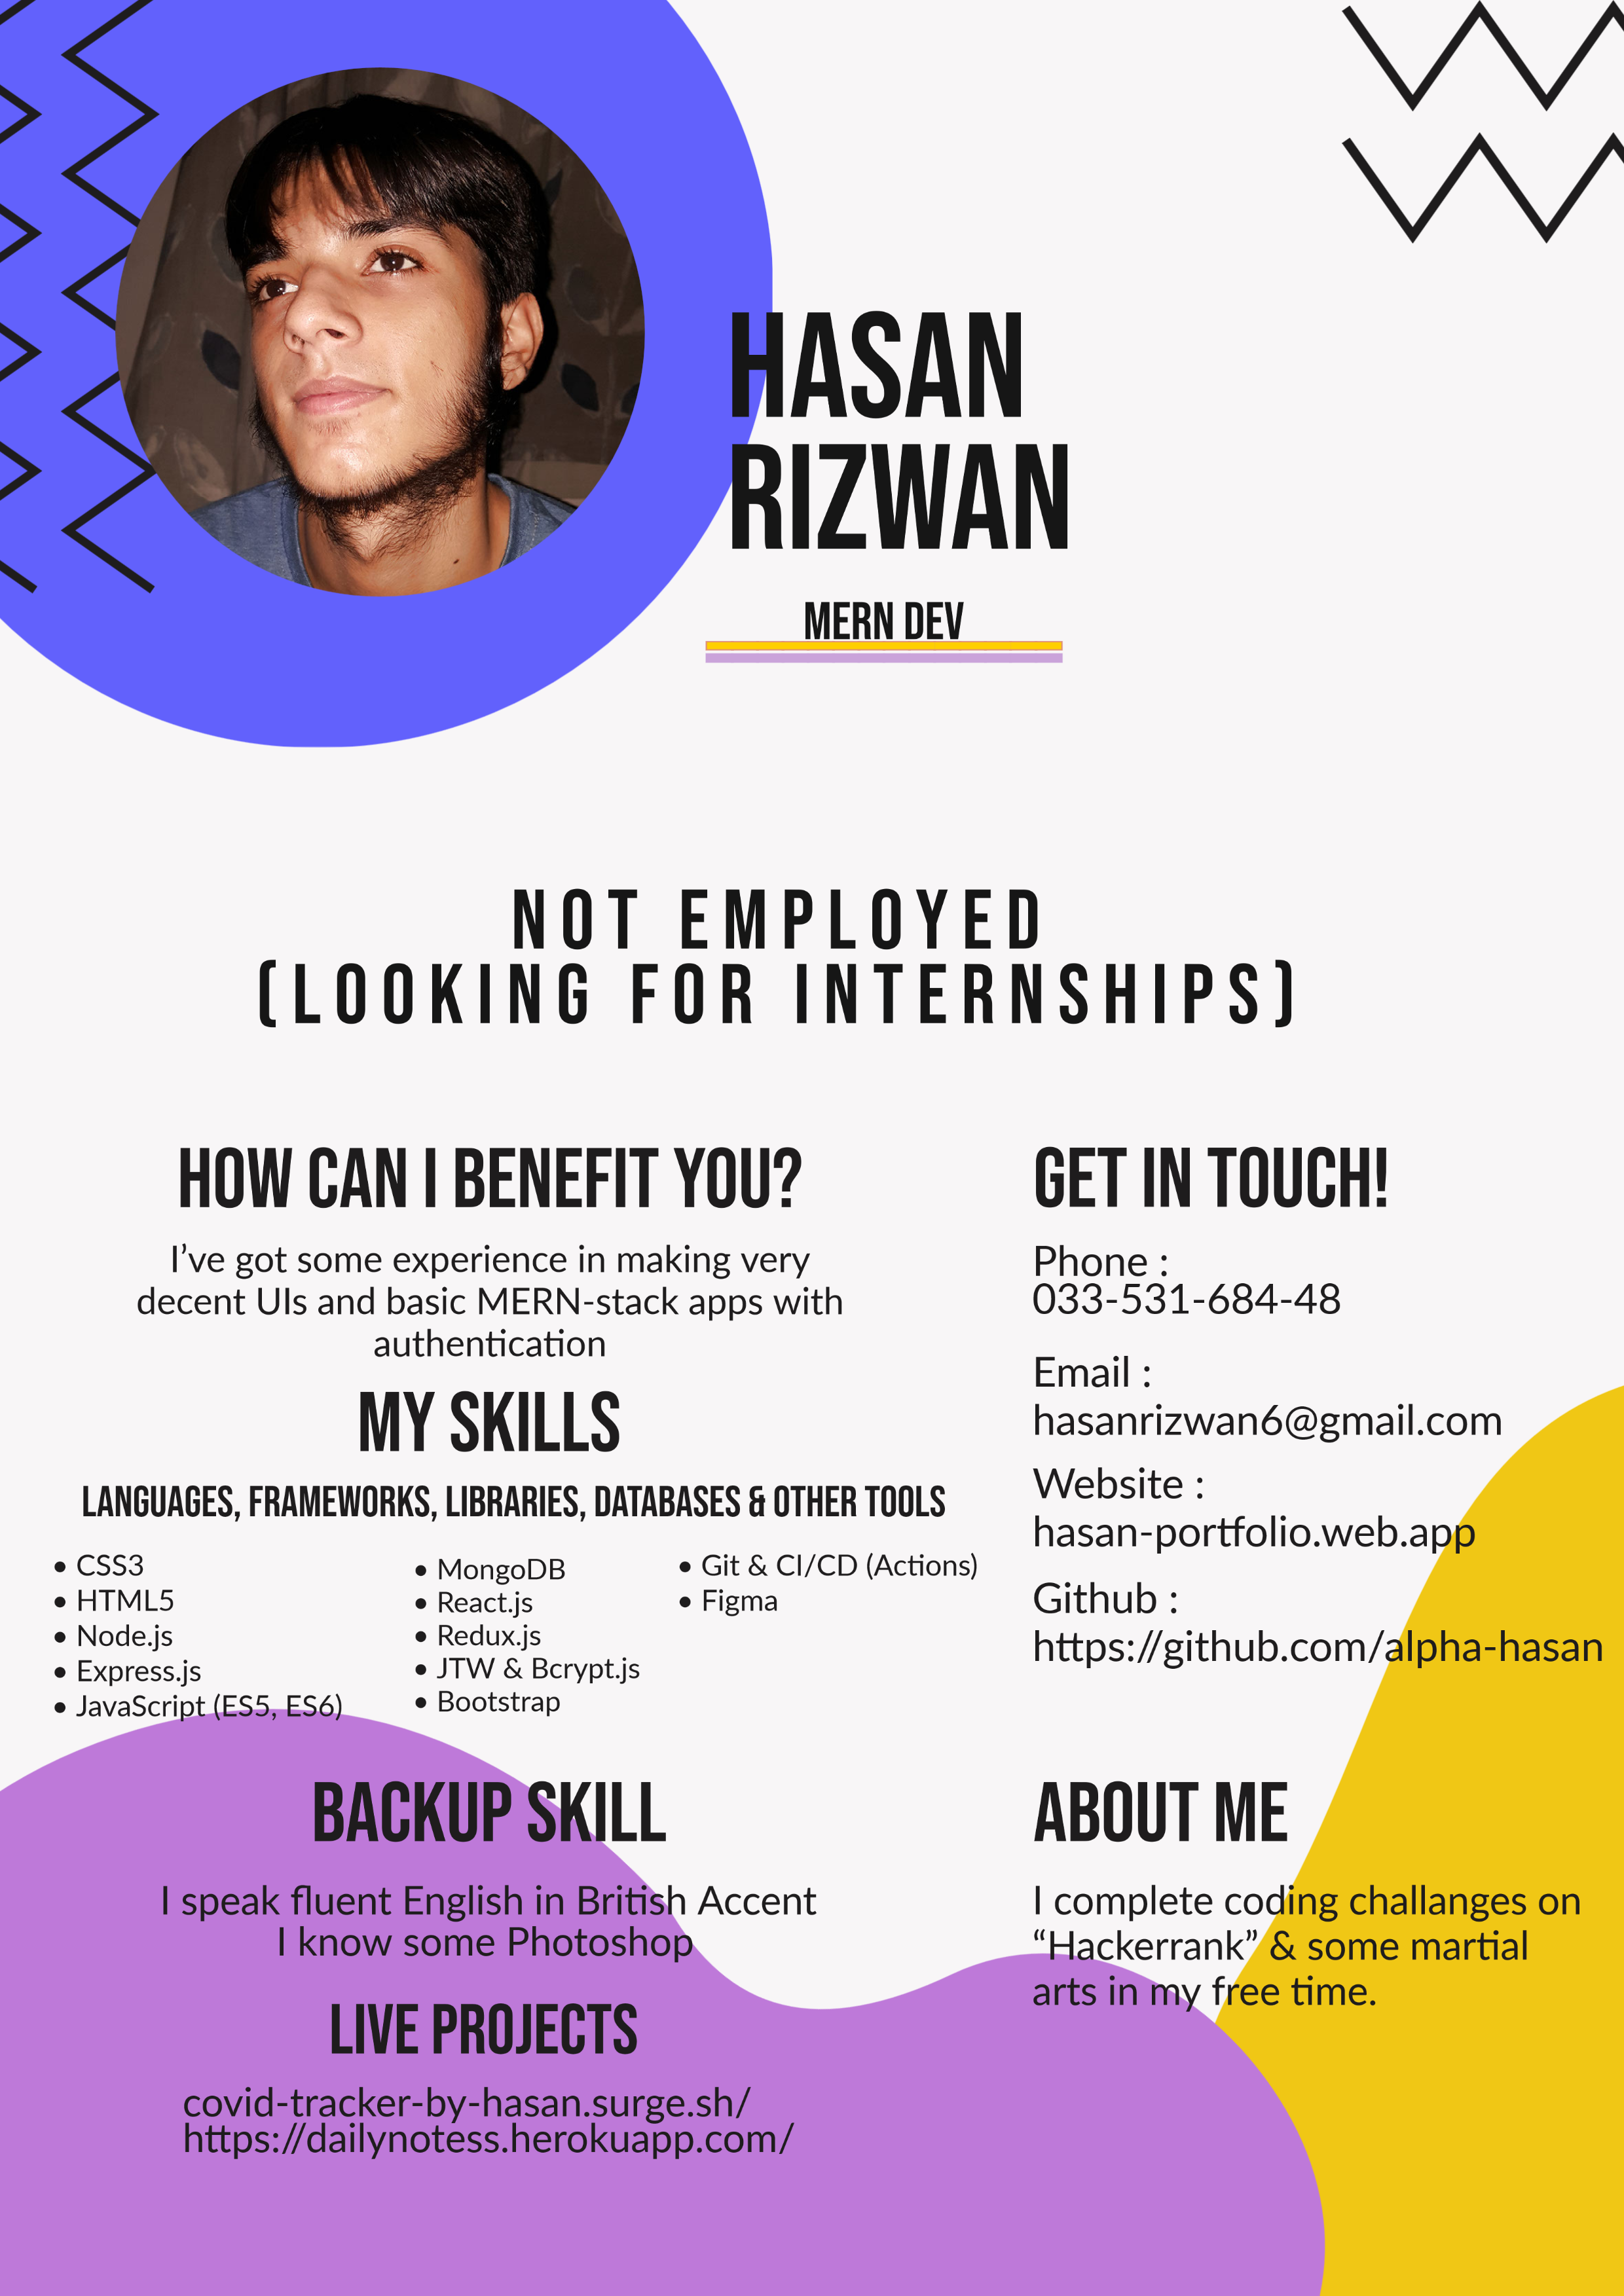 HASAN
RIZWAN
MERN DEV
NOT EMPLOYED
(LOOKING FOR INTERNSHIPS)
HOW CAN I BENEFIT YOU?
I’ve got some experience in making very
decent UIs and basic MERN-stack apps with
authentication
MY SKILLS
LANGUAGES, FRAMEWORKS, LIBRARIES, DATABASES & OTHER TOOLS
• CSS3
• HTML5
• Node.js
• Express.js
• JavaScript (ES5, ES6)
• MongoDB
• React.js
• Redux.js
• JTW & Bcrypt.js
• Bootstrap
• Git & CI/CD (Actions)
• Figma
BACKUP SKILL
I speak fluent English in British Accent
I know some Photoshop
LIVE PROJECTS
covid-tracker-by-hasan.surge.sh/
https://dailynotess.herokuapp.com/
GET IN TOUCH!
Phone :
033-531-684-48
Email :
hasanrizwan6@gmail.com
Website :
hasan-portfolio.web.app
Github :
https://github.com/alpha-hasan
ABOUT ME
I complete coding challanges on
“Hackerrank” & some martial
arts in my free time.